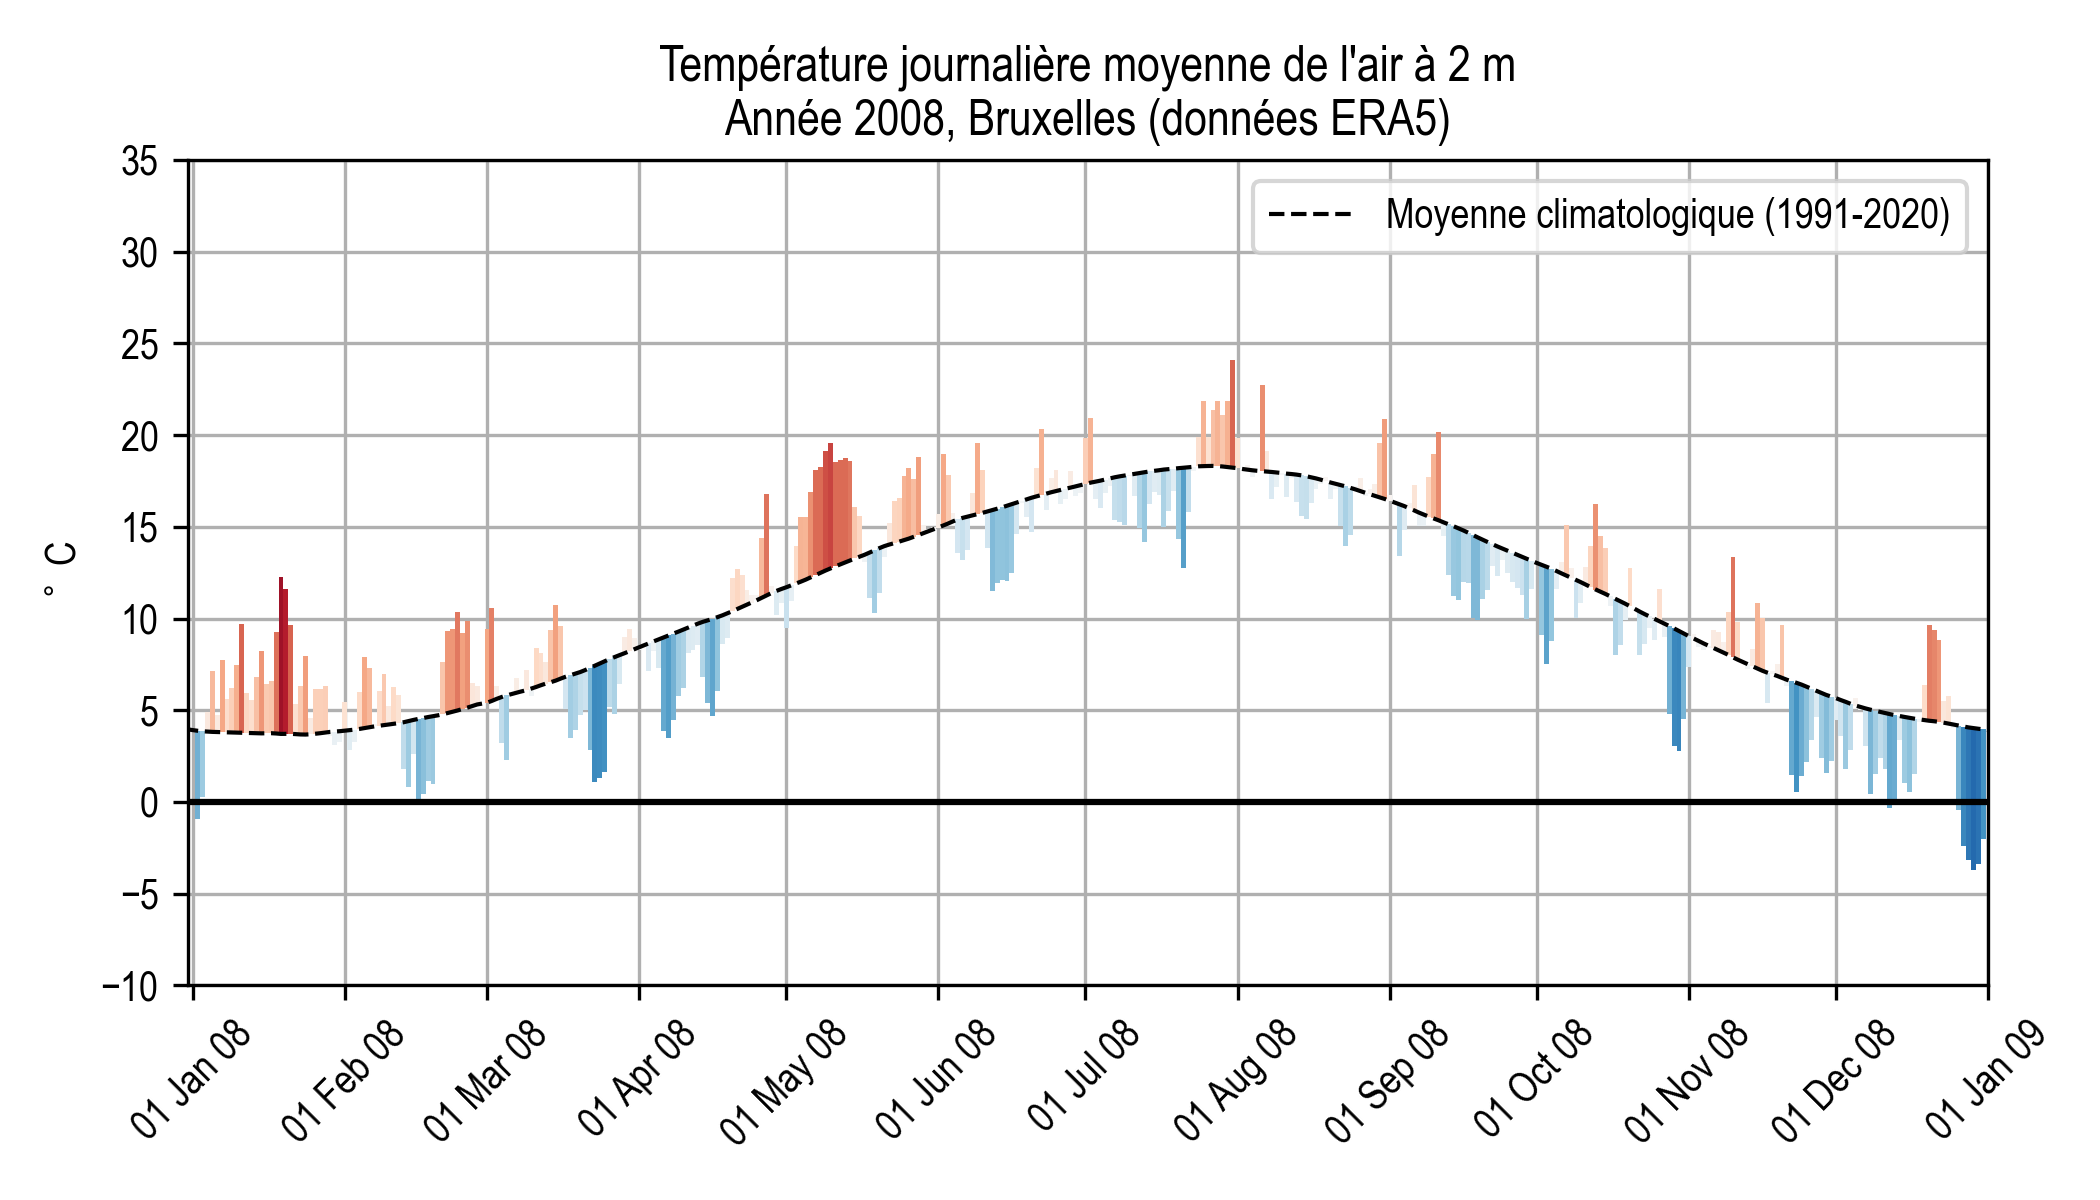 Température journalière moyenne de l'air à 2 m
Année 2008, Bruxelles (données ERA5)
Moyenne climatologique (1991-2020)
35
30
25
20
15
10
5
0
−5
−10
° C
01 Jan 08
01 Feb 08
01 Mar 08
01 Apr 08
01 May 08
01 Jun 08
01 Jul 08
01 Aug 08
01 Sep 08
01 Oct 08
01 Nov 08
01 Dec 08
01 Jan 09